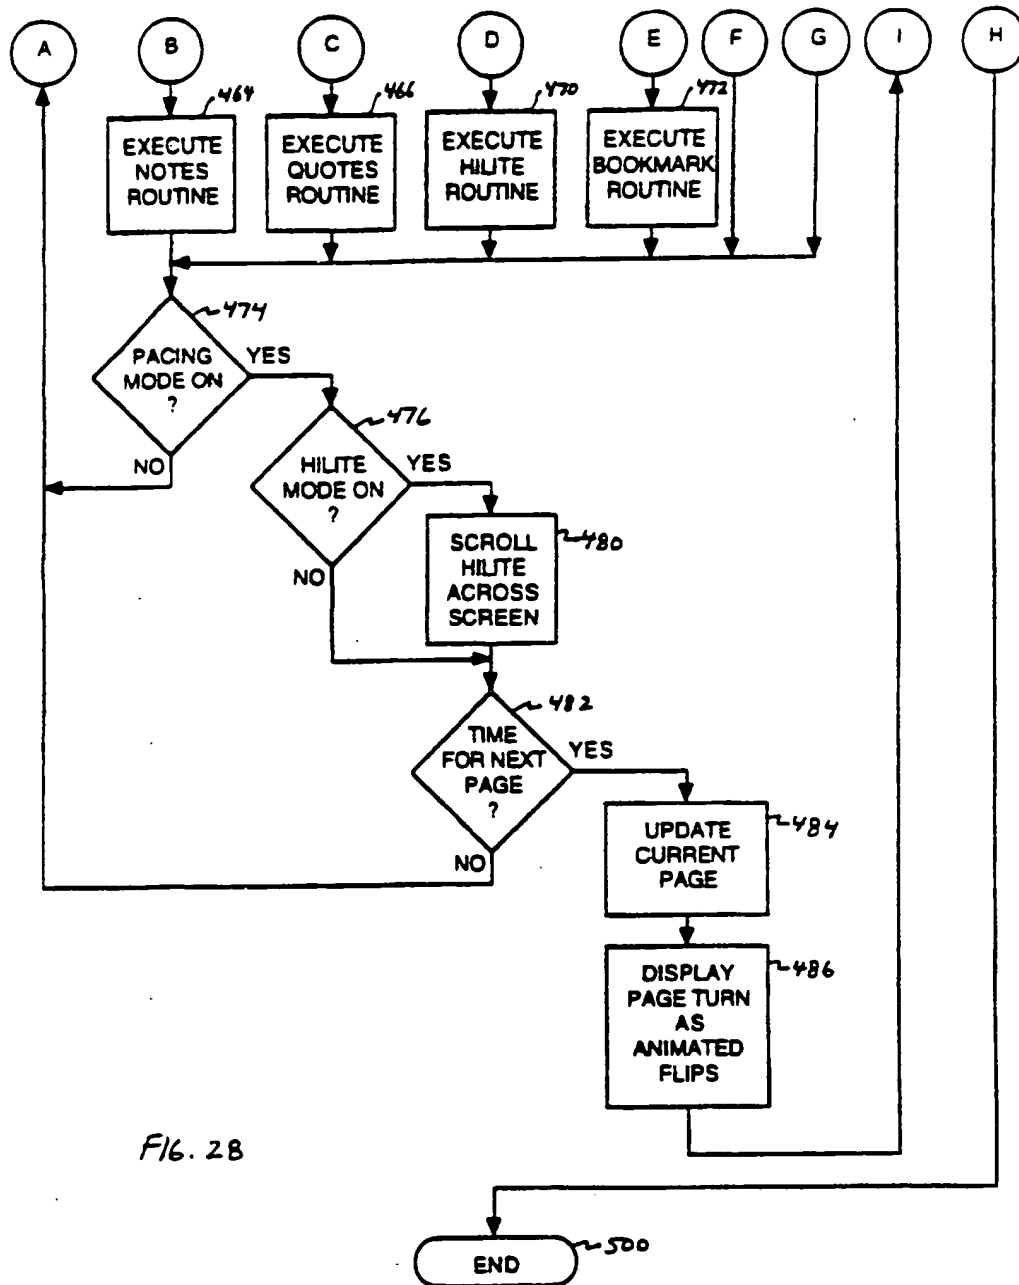 A
B
C
D
E
F
G
I
H
464
466
470
472
EXECUTE
NOTES
ROUTINE
EXECUTE
QUOTES
ROUTINE
EXECUTE
HILITE
ROUTINE
EXECUTE
BOOKMARK
ROUTINE
474
PACING
MODE ON
?
YES
NO
476
HILITE
MODE ON
?
YES
NO
480
SCROLL
HILITE
ACROSS
SCREEN
482
TIME
FOR NEXT
PAGE
?
YES
NO
484
UPDATE
CURRENT
PAGE
486
DISPLAY
PAGE TURN
AS
ANIMATED
FLIPS
FIG. 28
END
500